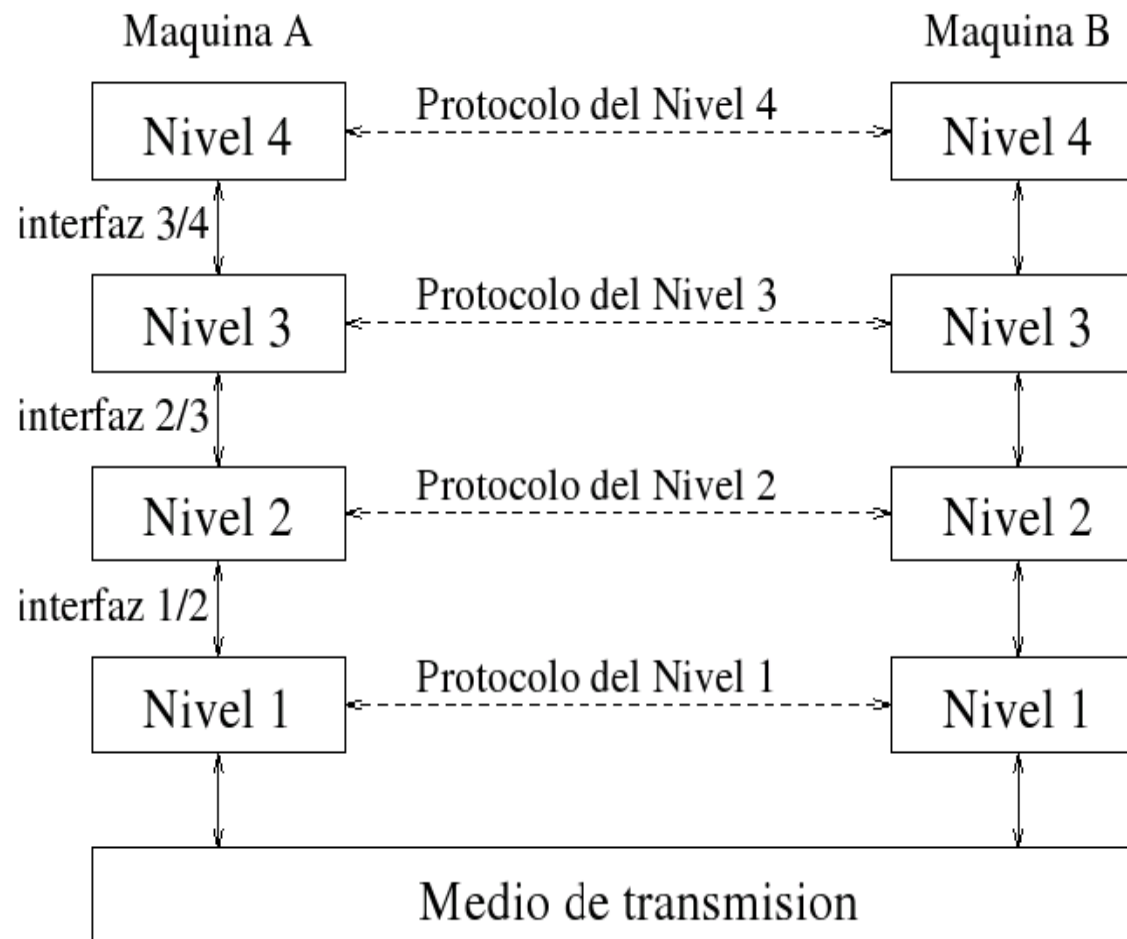 Maquina A
Maquina B
Nivel 4
Protocolo del Nivel 4
Nivel 4
interfaz 3/4
Nivel 3
Protocolo del Nivel 3
Nivel 3
interfaz 2/3
Nivel 2
Protocolo del Nivel 2
Nivel 2
interfaz 1/2
Nivel 1
Protocolo del Nivel 1
Nivel 1
Medio de transmision